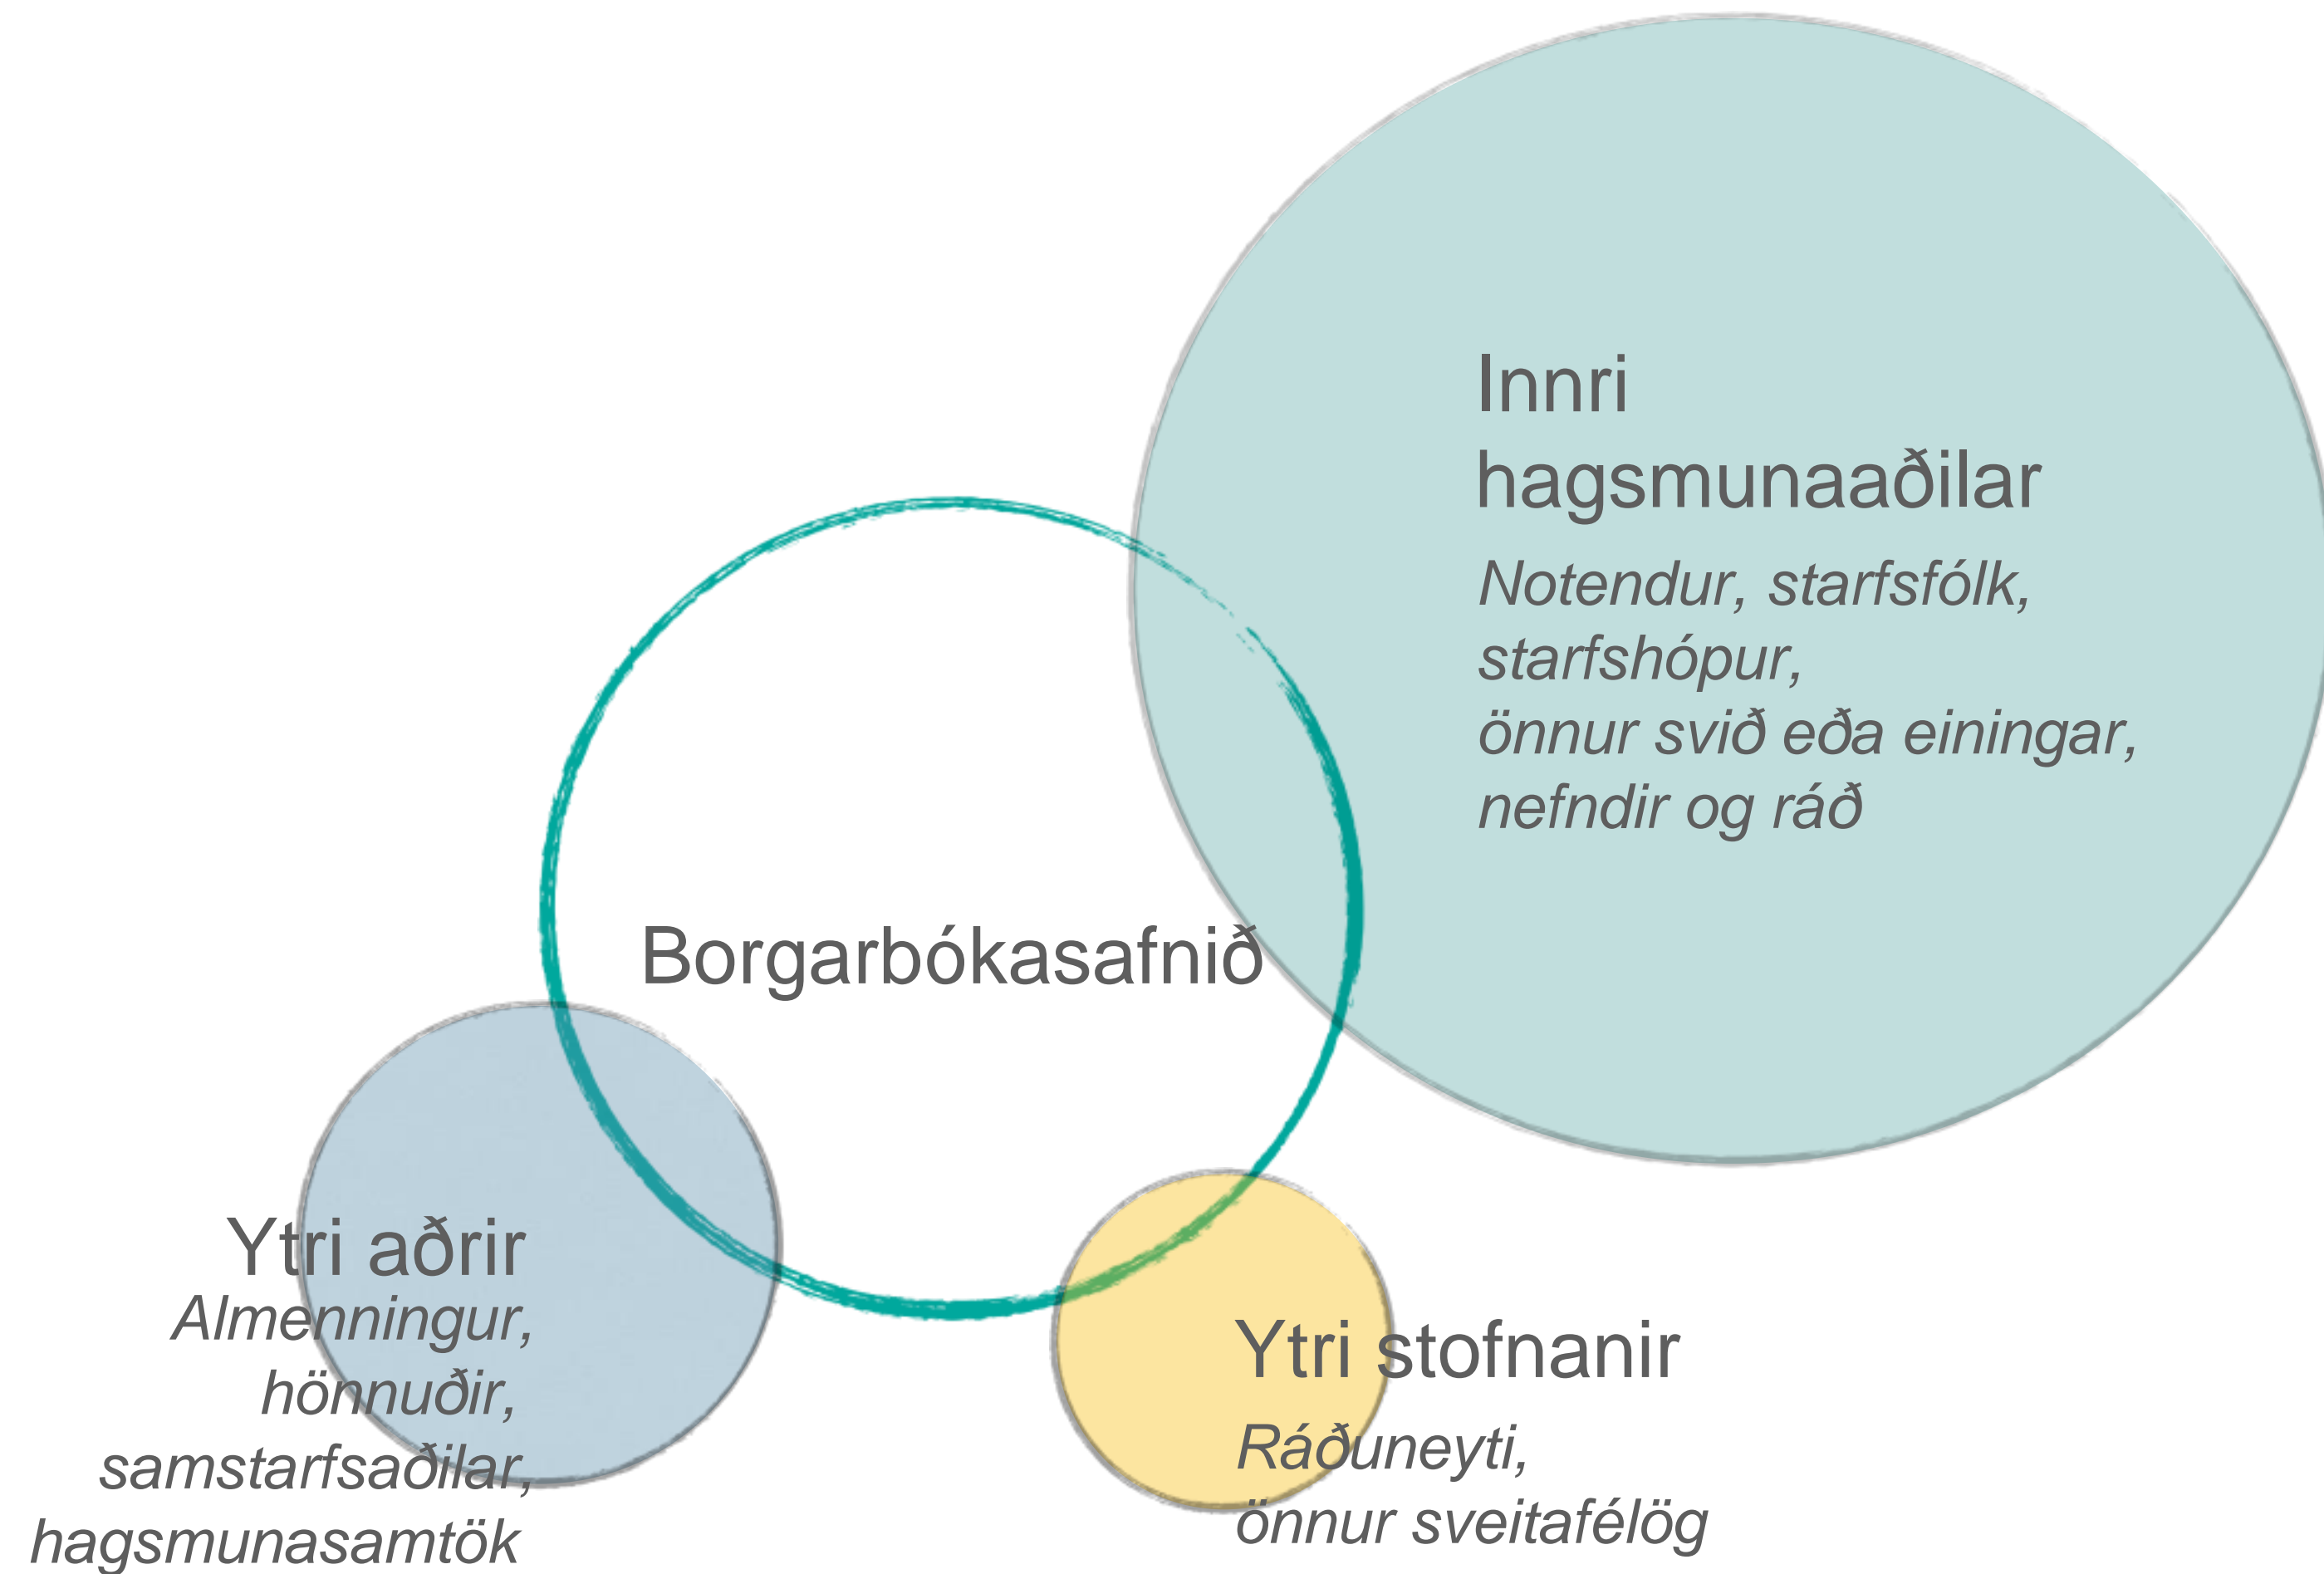 Innri
hagsmunaaðilar
Notendur, starfsfólk,
starfshópur,
önnur svið eða einingar,
nefndir og ráð
Borgarbókasafnið
Ytri aðrir
Almenningur,
hönnuðir,
samstarfsaðilar,
hagsmunasamtök
Ytri stofnanir
Ráðuneyti,
önnur sveitafélög